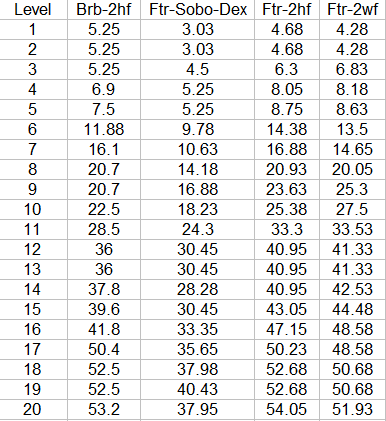 Level Brb-2hf Ftr-Sobo-Dex Ftr-2hf Ftr-2wf
1 5.25 3.03 4.68 4.28
2 5.25 3.03 4.68 4.28
3 5.25 4.5 6.3 6.83
4 6.9 5.25 8.05 8.18
5 7.5 5.25 8.75 8.63
6 11.88 9.78 14.38 13.5
7 16.1 10.63 16.88 14.65
8 20.7 14.18 20.93 20.05
9 20.7 16.88 23.63 25.3
10 22.5 18.23 25.38 27.5
11 28.5 24.3 33.3 33.53
12 36 30.45 40.95 41.33
13 36 30.45 40.95 41.33
14 37.8 28.28 40.95 42.53
15 39.6 30.45 43.05 44.48
16 41.8 33.35 47.15 48.58
17 50.4 35.65 50.23 48.58
18 52.5 37.98 52.68 50.68
19 52.5 40.43 52.68 50.68
20 53.2 37.95 54.05 51.93